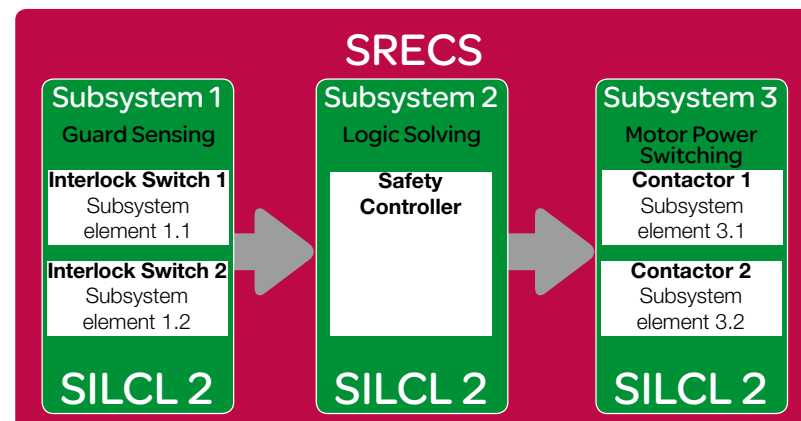 SRECS
Subsystem 1
Guard Sensing
Interlock Switch 1
Subsystem
element 1.1
Interlock Switch 2
Subsystem
element 1.2
SILCL 2
Subsystem 2
Logic Solving
Safety
Controller
SILCL 2
Subsystem 3
Motor Power
Switching
Contactor 1
Subsystem
element 3.1
Contactor 2
Subsystem
element 3.2
SILCL 2